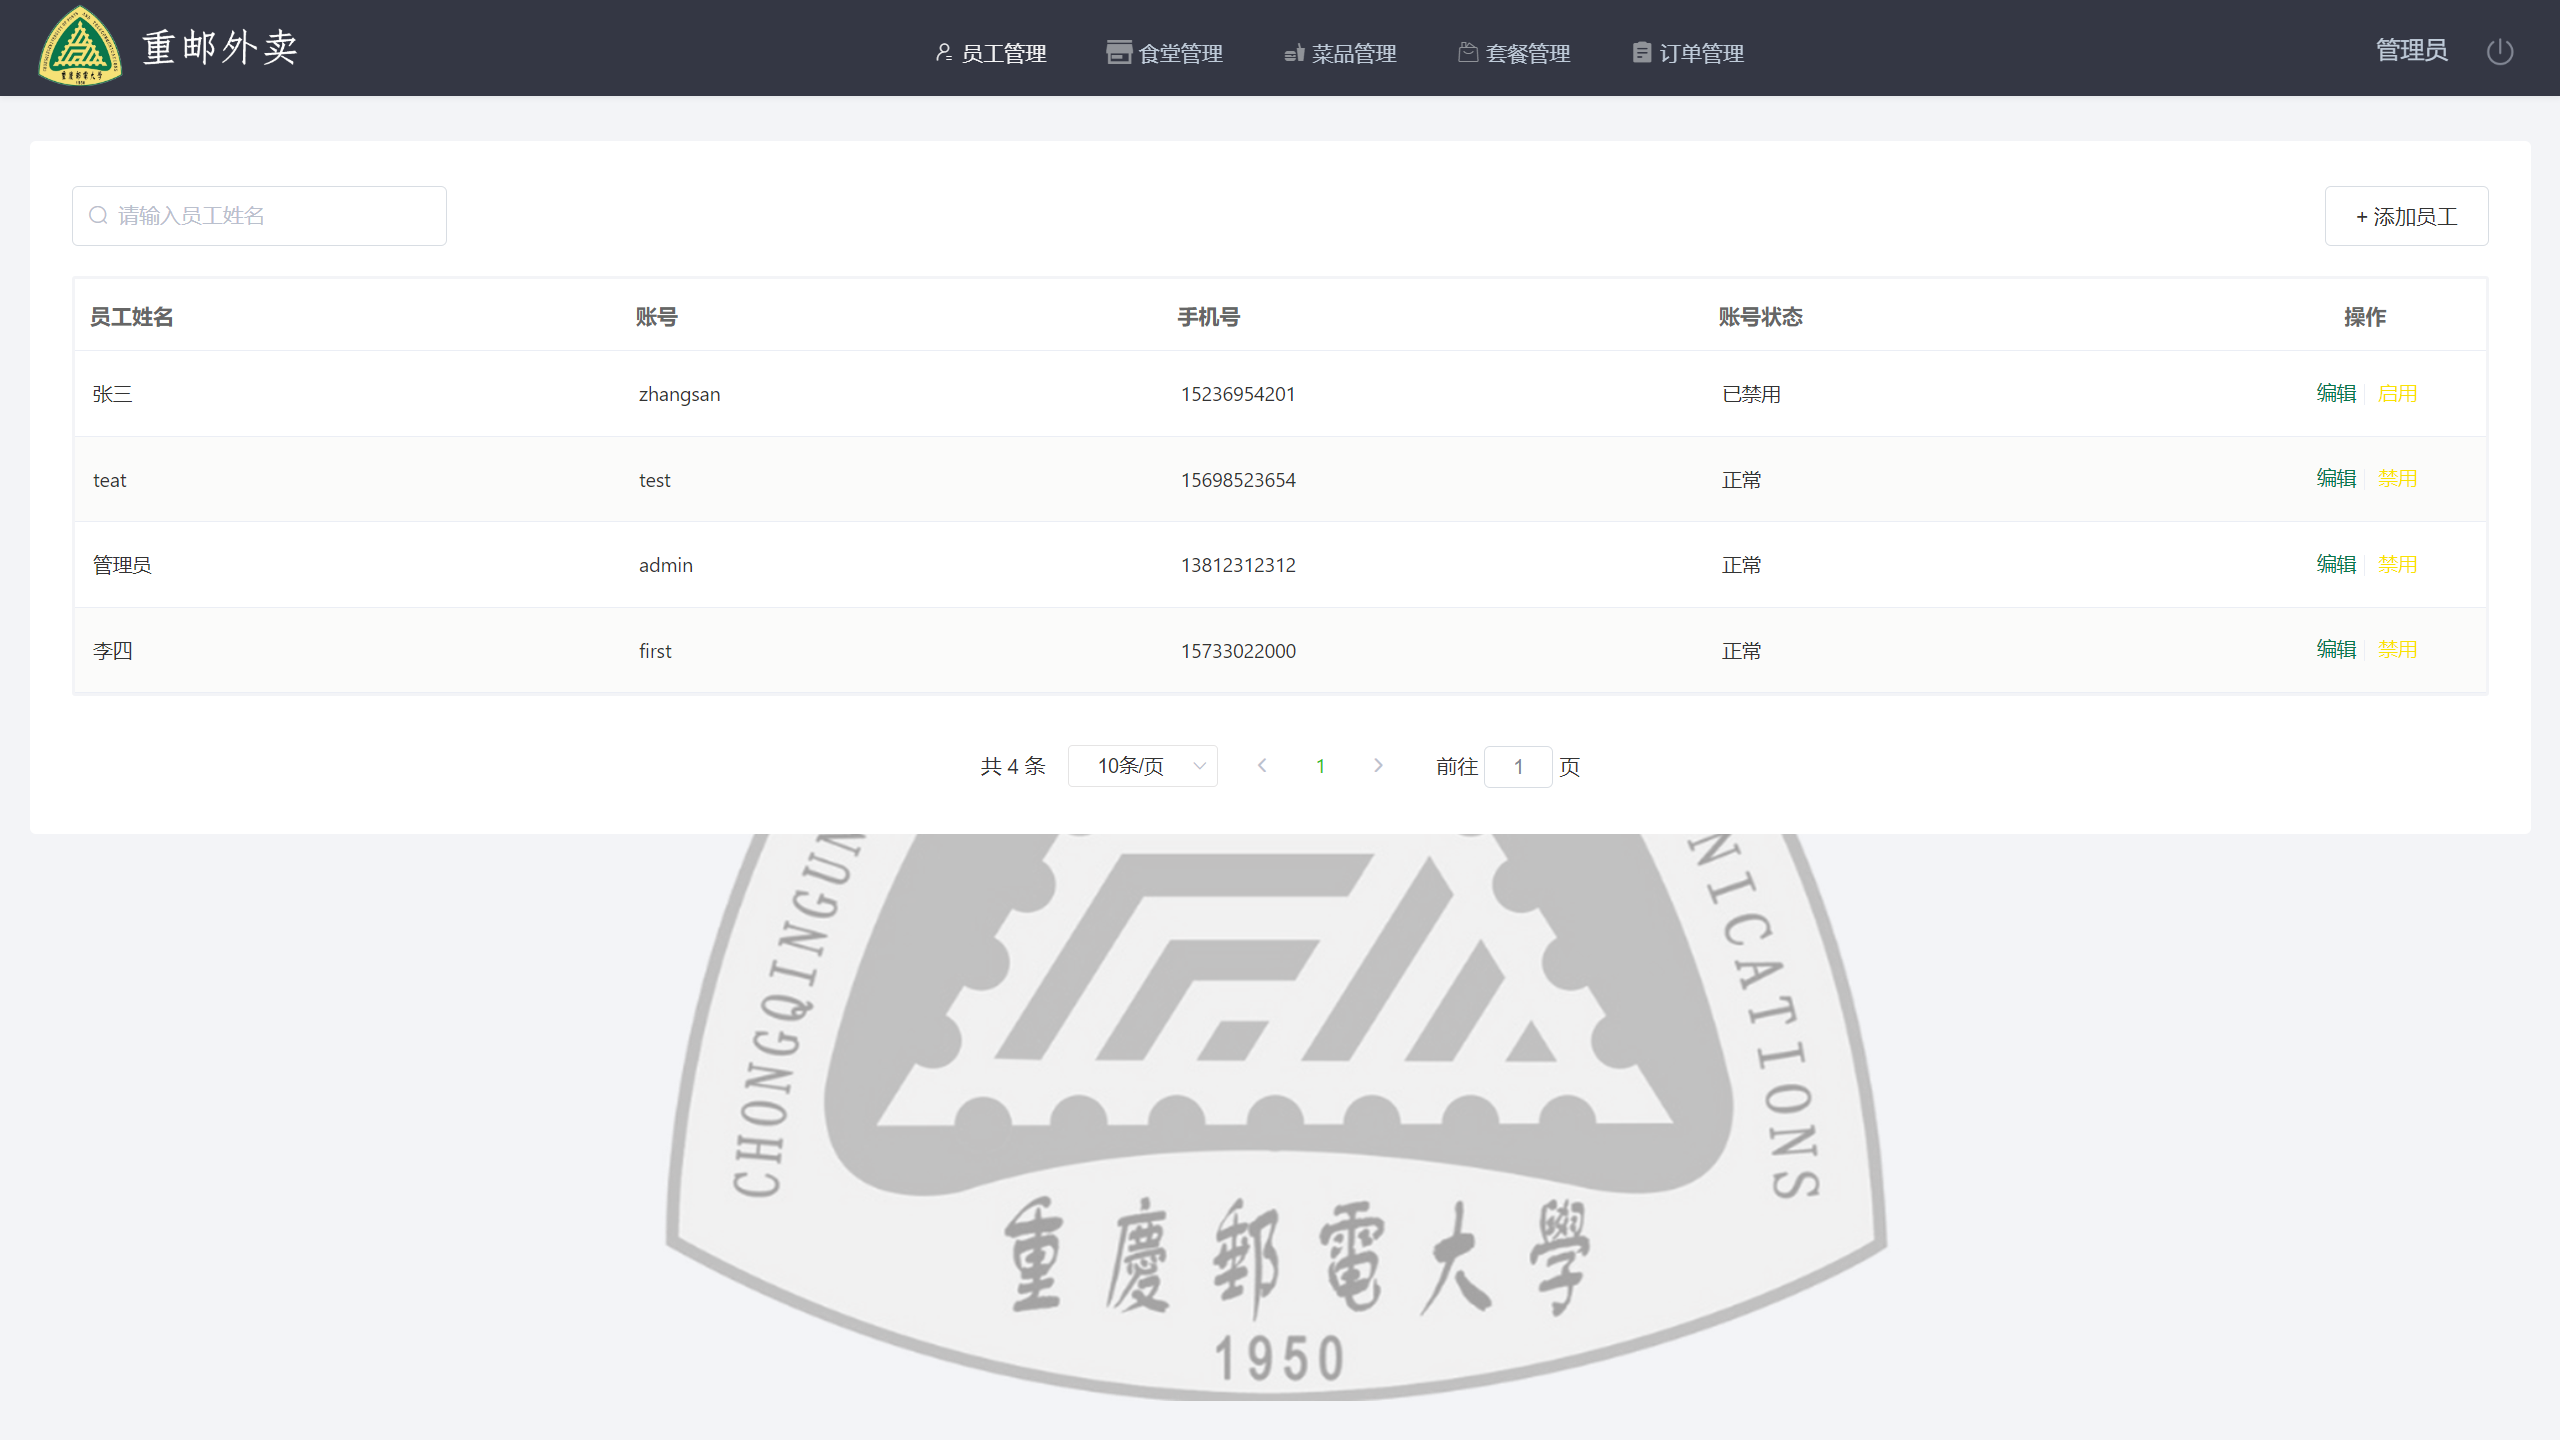 重邮外卖
员工管理 食堂管理 菜品管理 套餐管理 订单管理
管理员
请输入员工姓名
+ 添加员工
员工姓名 账号 手机号 账号状态 操作
张三 zhangsan 15236954201 已禁用 编辑 启用
teat test 15698523654 正常 编辑 禁用
管理员 admin 13812312312 正常 编辑 禁用
李四 first 15733022000 正常 编辑 禁用
共 4 条 10条/页 1 前往 1 页
CHONGQINGUN
NICATIONS
重慶郵電大學
1950